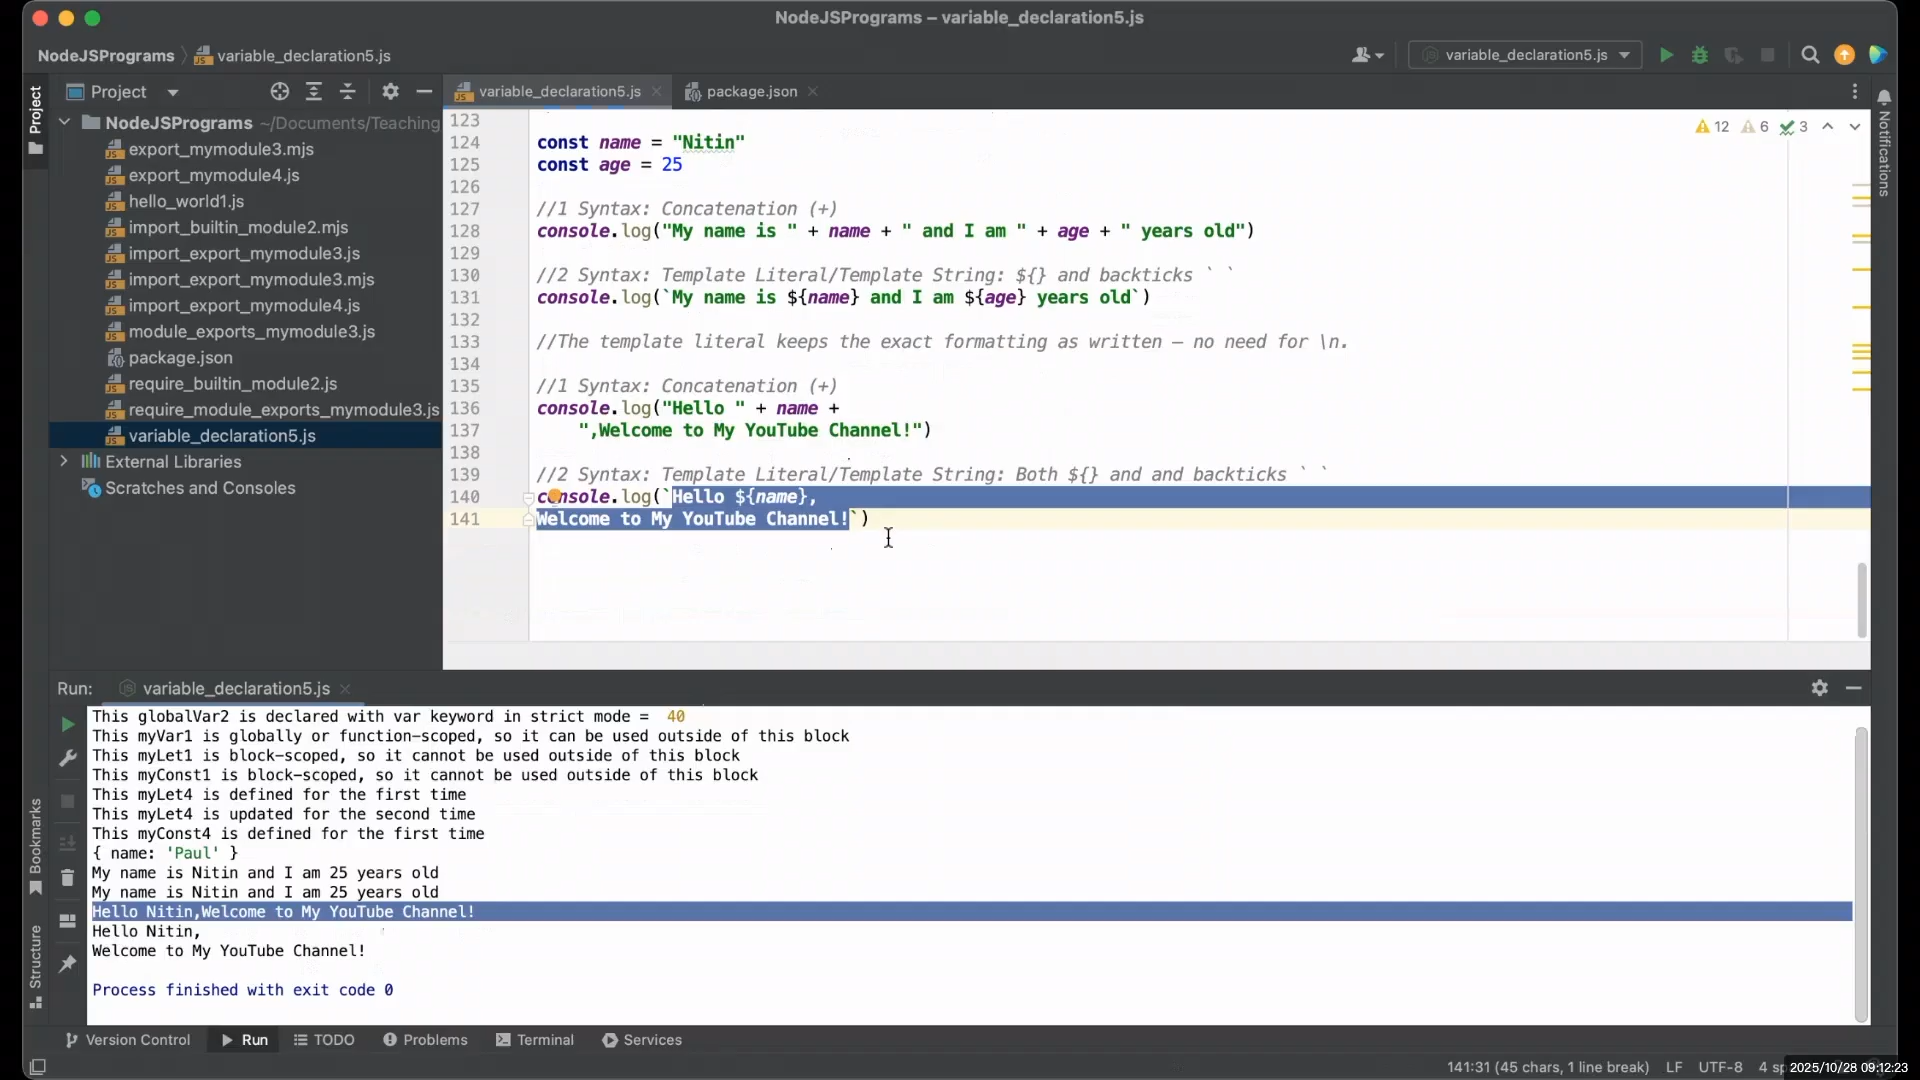 NodeJSPrograms – variable_declaration5.js
NodeJSPrograms
variable_declaration5.js
variable_declaration5.js
Project
variable_declaration5.js
package.json
Project
NodeJSPrograms ~/Documents/Teaching
export_mymodule3.mjs
export_mymodule4.js
hello_world1.js
import_builtin_module2.mjs
import_export_mymodule3.js
import_export_mymodule3.mjs
import_export_mymodule4.js
module_exports_mymodule3.js
package.json
require_builtin_module2.js
require_module_exports_mymodule3.js
variable_declaration5.js
External Libraries
Scratches and Consoles
12 6 3
Notifications
123
124 const name = "Nitin"
125 const age = 25
126
127 //1 Syntax: Concatenation (+)
128 console.log("My name is " + name + " and I am " + age + " years old")
129
130 //2 Syntax: Template Literal/Template String: ${} and backticks ` `
131 console.log(`My name is ${name} and I am ${age} years old`)
132
133 //The template literal keeps the exact formatting as written – no need for \n.
134
135 //1 Syntax: Concatenation (+)
136 console.log("Hello " + name +
137 ",Welcome to My YouTube Channel!")
138
139 //2 Syntax: Template Literal/Template String: Both ${} and and backticks ` `
140 console.log(`Hello ${name},
141 Welcome to My YouTube Channel!`)
Run: variable_declaration5.js
This globalVar2 is declared with var keyword in strict mode =  40
This myVar1 is globally or function-scoped, so it can be used outside of this block
This myLet1 is block-scoped, so it cannot be used outside of this block
This myConst1 is block-scoped, so it cannot be used outside of this block
This myLet4 is defined for the first time
This myLet4 is updated for the second time
This myConst4 is defined for the first time
{ name: 'Paul' }
My name is Nitin and I am 25 years old
My name is Nitin and I am 25 years old
Hello Nitin,Welcome to My YouTube Channel!
Hello Nitin,
Welcome to My YouTube Channel!
Process finished with exit code 0
Bookmarks
Structure
Version Control Run TODO Problems Terminal Services
141:31 (45 chars, 1 line break) LF UTF-8 4 sp
2025/10/28 09:12:23